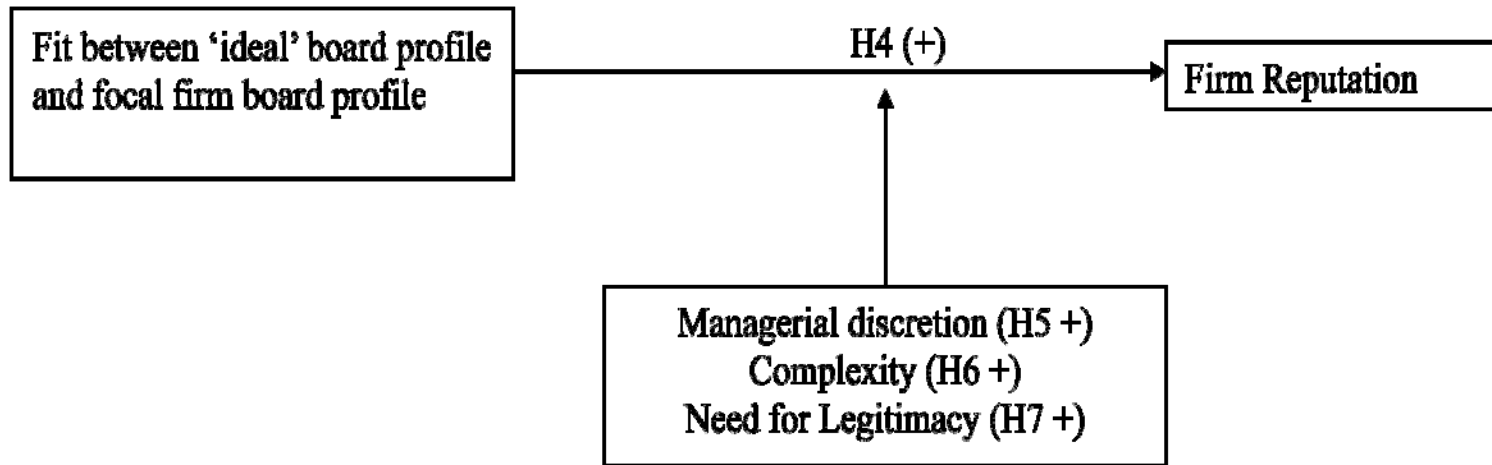 Fit between ‘ideal’ board profile
and focal firm board profile
H4 (+)
Firm Reputation
Managerial discretion (H5 +)
Complexity (H6 +)
Need for Legitimacy (H7 +)